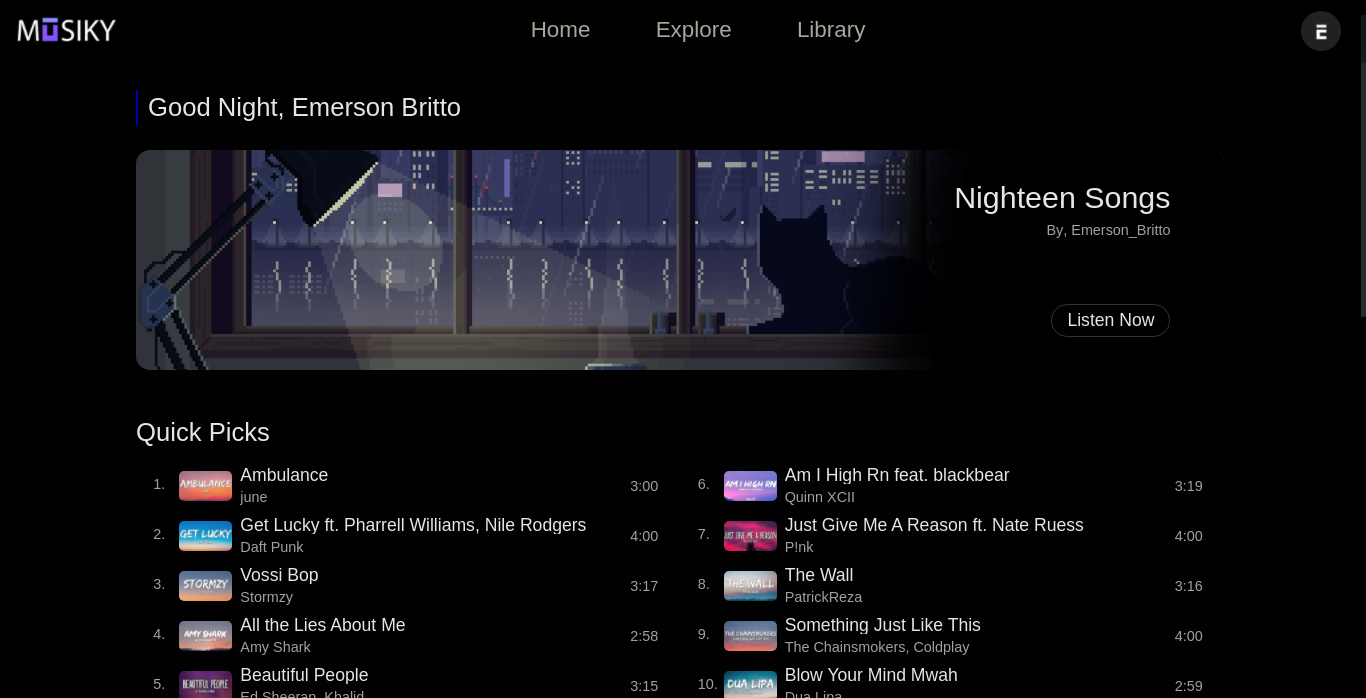 MUSIKY
Home
Explore
Library
E
Good Night, Emerson Britto
Nighteen Songs
By, Emerson_Britto
Listen Now
Quick Picks
1.
AMBULANCE
Ambulance
june
3:00
2.
GET LUCKY
Get Lucky ft. Pharrell Williams, Nile Rodgers
Daft Punk
4:00
3.
STORMZY
Vossi Bop
Stormzy
3:17
4.
AMY SHARK
All the Lies About Me
Amy Shark
2:58
5.
BEAUTIFUL PEOPLE
Beautiful People
Ed Sheeran, Khalid
3:15
6.
AM I HIGH RN
Am I High Rn feat. blackbear
Quinn XCII
3:19
7.
JUST GIVE ME A REASON
Just Give Me A Reason ft. Nate Ruess
P!nk
4:00
8.
THE WALL
The Wall
PatrickReza
3:16
9.
THE CHAINSMOKERS
Something Just Like This
The Chainsmokers, Coldplay
4:00
10.
DUA LIPA
Blow Your Mind Mwah
Dua Lipa
2:59